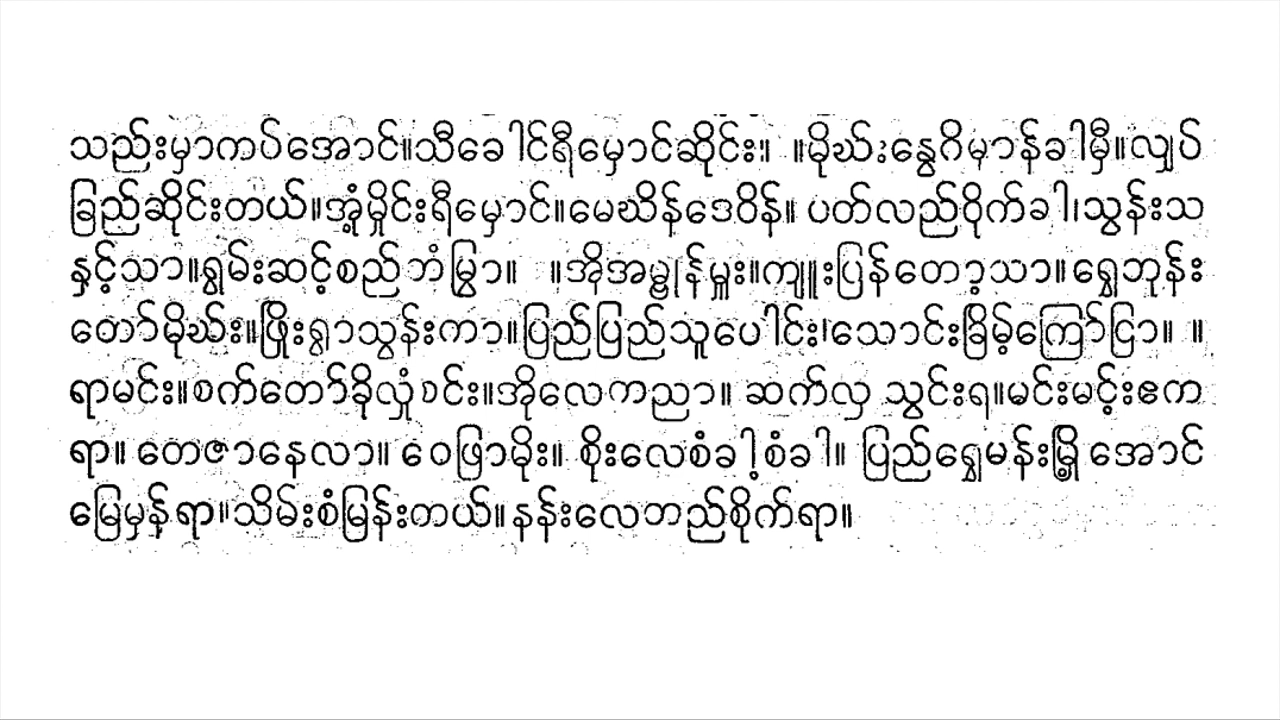 သည်းမှာကပ်အောင်။သီခေါင်ရီမှောင်ဆိုင်း။ ။မိုဃ်းနွေဂိမှာန်ခါမှီ။လျှပ်
ခြည်ဆိုင်းတယ်။အုံ့မှိုင်းရီမှောင်။မေဃိန်ဒေဝိန်။ ပတ်လည်ဝိုက်ခါ၊သွန်းသ
နှင့်သာ။ရွှမ်းဆင့်စည်ဘံမြွာ။ ။အိုအမ္ဗုန်မှူး။ကျူးပြန်တော့သာ။ရွှေဘုန်း
တော်မိုဃ်း။ဖြိုးရွှာသွန်းကာ။ပြည်ပြည်သူပေါင်း၊သောင်းခြိမ့်ကြော်ငြာ။ ။
ရာမင်း။စက်တော်ခိုလှုံစင်း။အိုလေကညာ။ ဆက်လှ သွင်းရ။မင်းမင့်းဧက
ရာ။ တေဇာနေလာ။ ဝေဖြာမိုး။ စိုးလေစံခါ့စံခါ။ ပြည်ရွှေမန်းမြို့ အောင်
မြေမှန်ရာ။သိမ်းစံမြန်းတယ်။နန်းလေဘည်စိုက်ရာ။